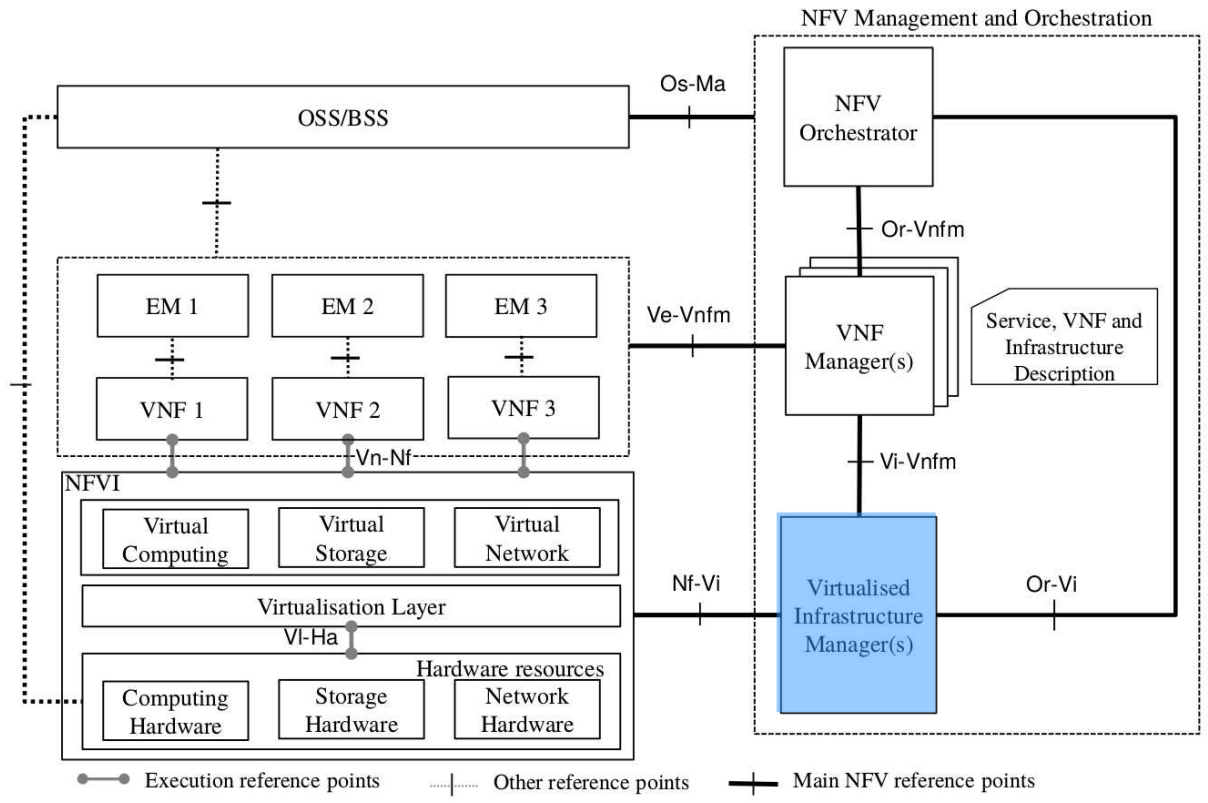 NFV Management and Orchestration
Os-Ma
OSS/BSS
NFV
Orchestrator
Or-Vnfm
EM 1
EM 2
EM 3
Ve-Vnfm
VNF
Manager(s)
Service, VNF and
Infrastructure
Description
VNF 1
VNF 2
VNF 3
Vn-Nf
Vi-Vnfm
NFVI
Virtual
Computing
Virtual
Storage
Virtual
Network
Nf-Vi
Virtualised
Infrastructure
Manager(s)
Or-Vi
Virtualisation Layer
Vl-Ha
Hardware resources
Computing
Hardware
Storage
Hardware
Network
Hardware
Execution reference points
Other reference points
Main NFV reference points